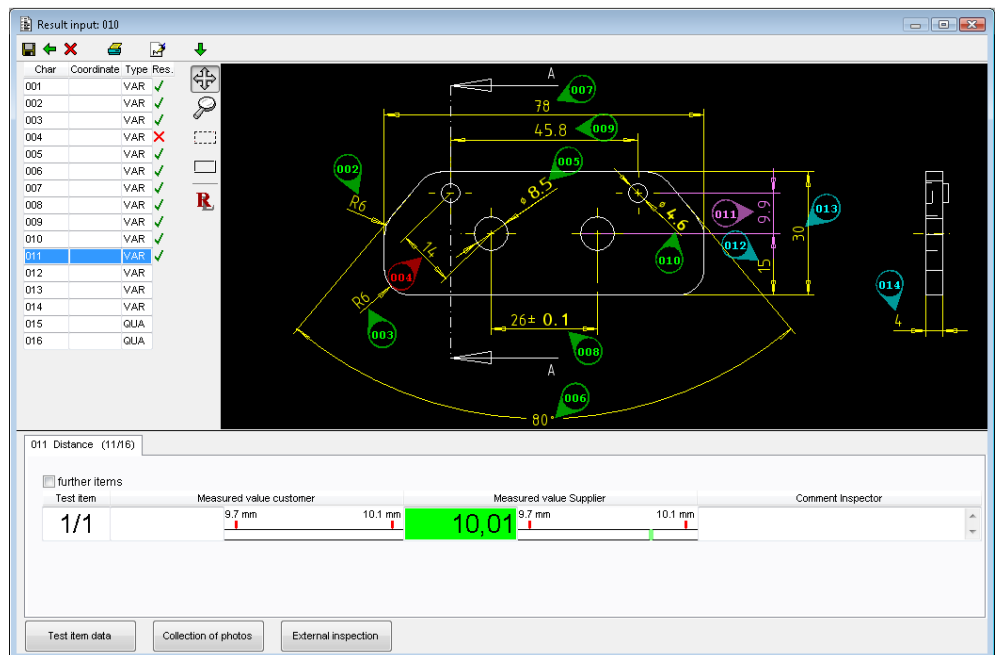 Result input: 010
Char Coordinate Type Res.
001 VAR
002 VAR
003 VAR
004 VAR
005 VAR
006 VAR
007 VAR
008 VAR
009 VAR
010 VAR
011 VAR
012 VAR
013 VAR
014 VAR
015 QUA
016 QUA
RL
A
007
78
45.8
009
005
002
⌀8.5
R6
⌀4.6
011
9.9
013
30
012
010
14
15
004
014
R6
003
26± 0.1
4
008
A
006
80°
011 Distance (11/16)
further items
Test item Measured value customer Measured value Supplier Comment Inspector
1/1 9.7 mm 10.1 mm 10,01 9.7 mm 10.1 mm
Test item data Collection of photos External inspection